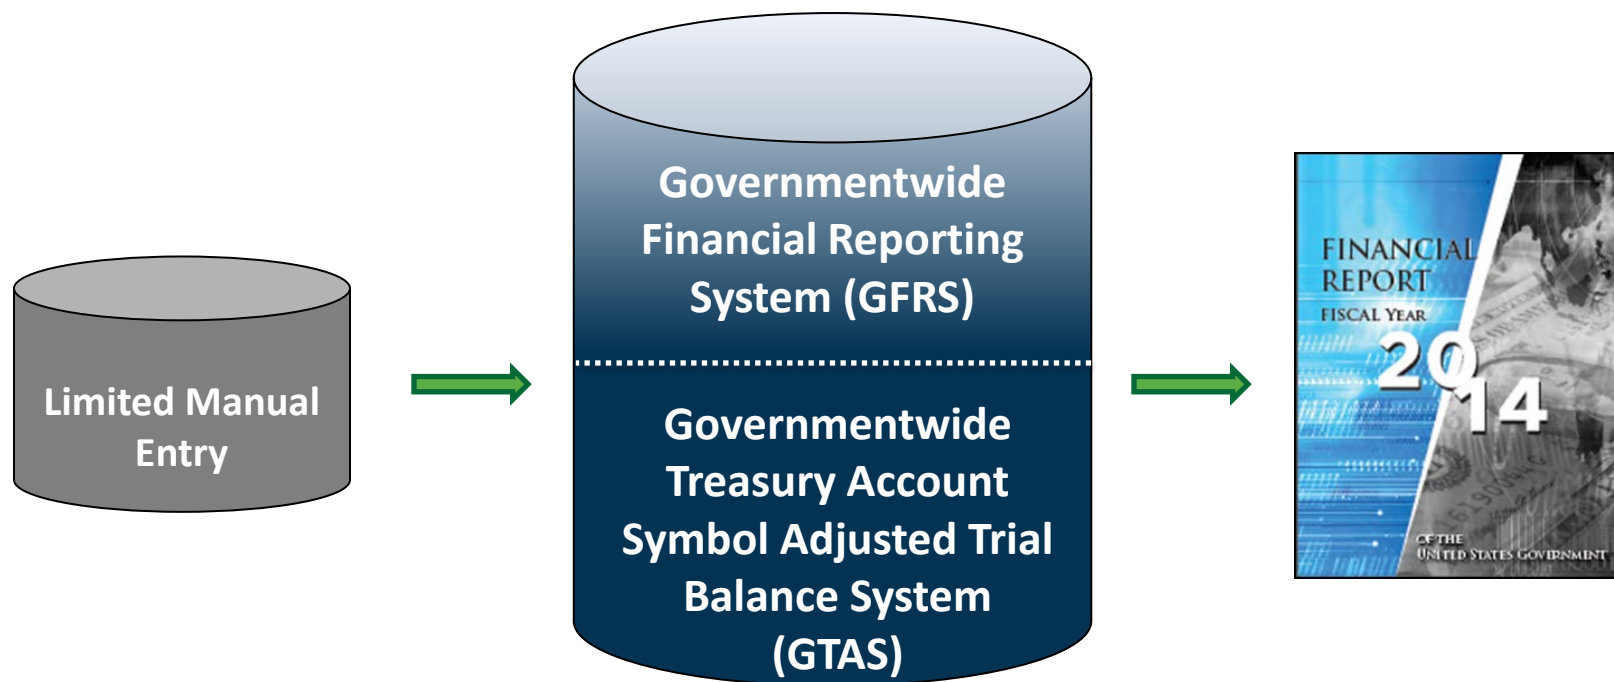 Limited Manual
Entry
Governmentwide
Financial Reporting
System (GFRS)
Governmentwide
Treasury Account
Symbol Adjusted Trial
Balance System
(GTAS)
FINANCIAL
REPORT
FISCAL YEAR
2014
OF THE
UNITED STATES GOVERNMENT